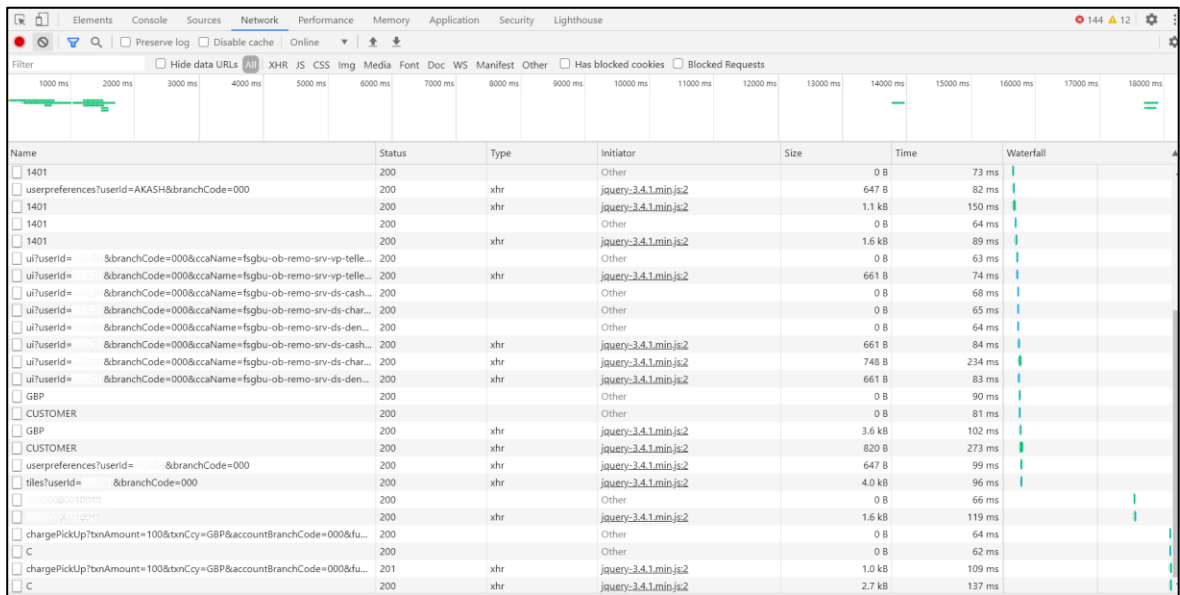 Elements Console Sources Network Performance Memory Application Security Lighthouse 144 12
Preserve log Disable cache Online
Filter Hide data URLs All XHR JS CSS Img Media Font Doc WS Manifest Other Has blocked cookies Blocked Requests
1000 ms 2000 ms 3000 ms 4000 ms 5000 ms 6000 ms 7000 ms 8000 ms 9000 ms 10000 ms 11000 ms 12000 ms 13000 ms 14000 ms 15000 ms 16000 ms 17000 ms 18000 ms
Name Status Type Initiator Size Time Waterfall
1401 200 Other 0 B 73 ms
userpreferences?userId=AKASH&branchCode=000 200 xhr jquery-3.4.1.min.js:2 647 B 82 ms
1401 200 xhr jquery-3.4.1.min.js:2 1.1 kB 150 ms
1401 200 Other 0 B 64 ms
1401 200 xhr jquery-3.4.1.min.js:2 1.6 kB 89 ms
ui?userId= &branchCode=000&ccaName=fsgbu-ob-remo-srv-vp-telle... 200 Other 0 B 63 ms
ui?userId= &branchCode=000&ccaName=fsgbu-ob-remo-srv-vp-telle... 200 xhr jquery-3.4.1.min.js:2 661 B 74 ms
ui?userId= &branchCode=000&ccaName=fsgbu-ob-remo-srv-ds-cash... 200 Other 0 B 68 ms
ui?userId= &branchCode=000&ccaName=fsgbu-ob-remo-srv-ds-char... 200 Other 0 B 65 ms
ui?userId= &branchCode=000&ccaName=fsgbu-ob-remo-srv-ds-den... 200 Other 0 B 64 ms
ui?userId= &branchCode=000&ccaName=fsgbu-ob-remo-srv-ds-cash... 200 xhr jquery-3.4.1.min.js:2 661 B 84 ms
ui?userId= &branchCode=000&ccaName=fsgbu-ob-remo-srv-ds-char... 200 xhr jquery-3.4.1.min.js:2 748 B 234 ms
ui?userId= &branchCode=000&ccaName=fsgbu-ob-remo-srv-ds-den... 200 xhr jquery-3.4.1.min.js:2 661 B 83 ms
GBP 200 Other 0 B 90 ms
CUSTOMER 200 Other 0 B 81 ms
GBP 200 xhr jquery-3.4.1.min.js:2 3.6 kB 102 ms
CUSTOMER 200 xhr jquery-3.4.1.min.js:2 820 B 273 ms
userpreferences?userId= &branchCode=000 200 xhr jquery-3.4.1.min.js:2 647 B 99 ms
tiles?userId= &branchCode=000 200 xhr jquery-3.4.1.min.js:2 4.0 kB 96 ms
200 Other 0 B 66 ms
200 xhr jquery-3.4.1.min.js:2 1.6 kB 119 ms
chargePickUp?txnAmount=100&txnCcy=GBP&accountBranchCode=000&fu... 200 Other 0 B 64 ms
C 200 Other 0 B 62 ms
chargePickUp?txnAmount=100&txnCcy=GBP&accountBranchCode=000&fu... 201 xhr jquery-3.4.1.min.js:2 1.0 kB 109 ms
C 200 xhr jquery-3.4.1.min.js:2 2.7 kB 137 ms